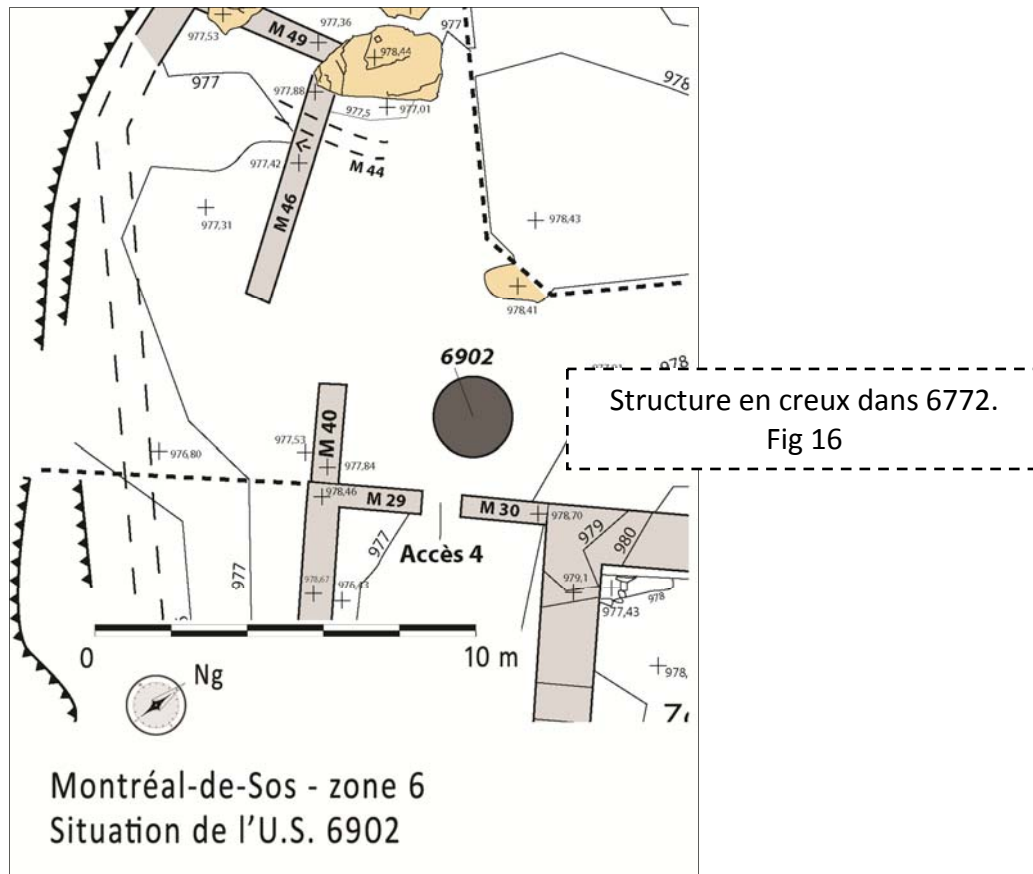 977,53
977,36
M 49
977
978,44
978
977
977,88
977,5
977,01
977,42
M 44
977,31
M 46
978,43
978,41
6902
978
Structure en creux dans 6772.
Fig 16
M 40
977,53
976,80
977,84
978,46
M 29
M 30
978,70
979
980
977
Accès 4
977
978,67
976,43
979,1
978
977,43
978,
0
10 m
Ng
Montréal-de-Sos - zone 6
Situation de l'U.S. 6902